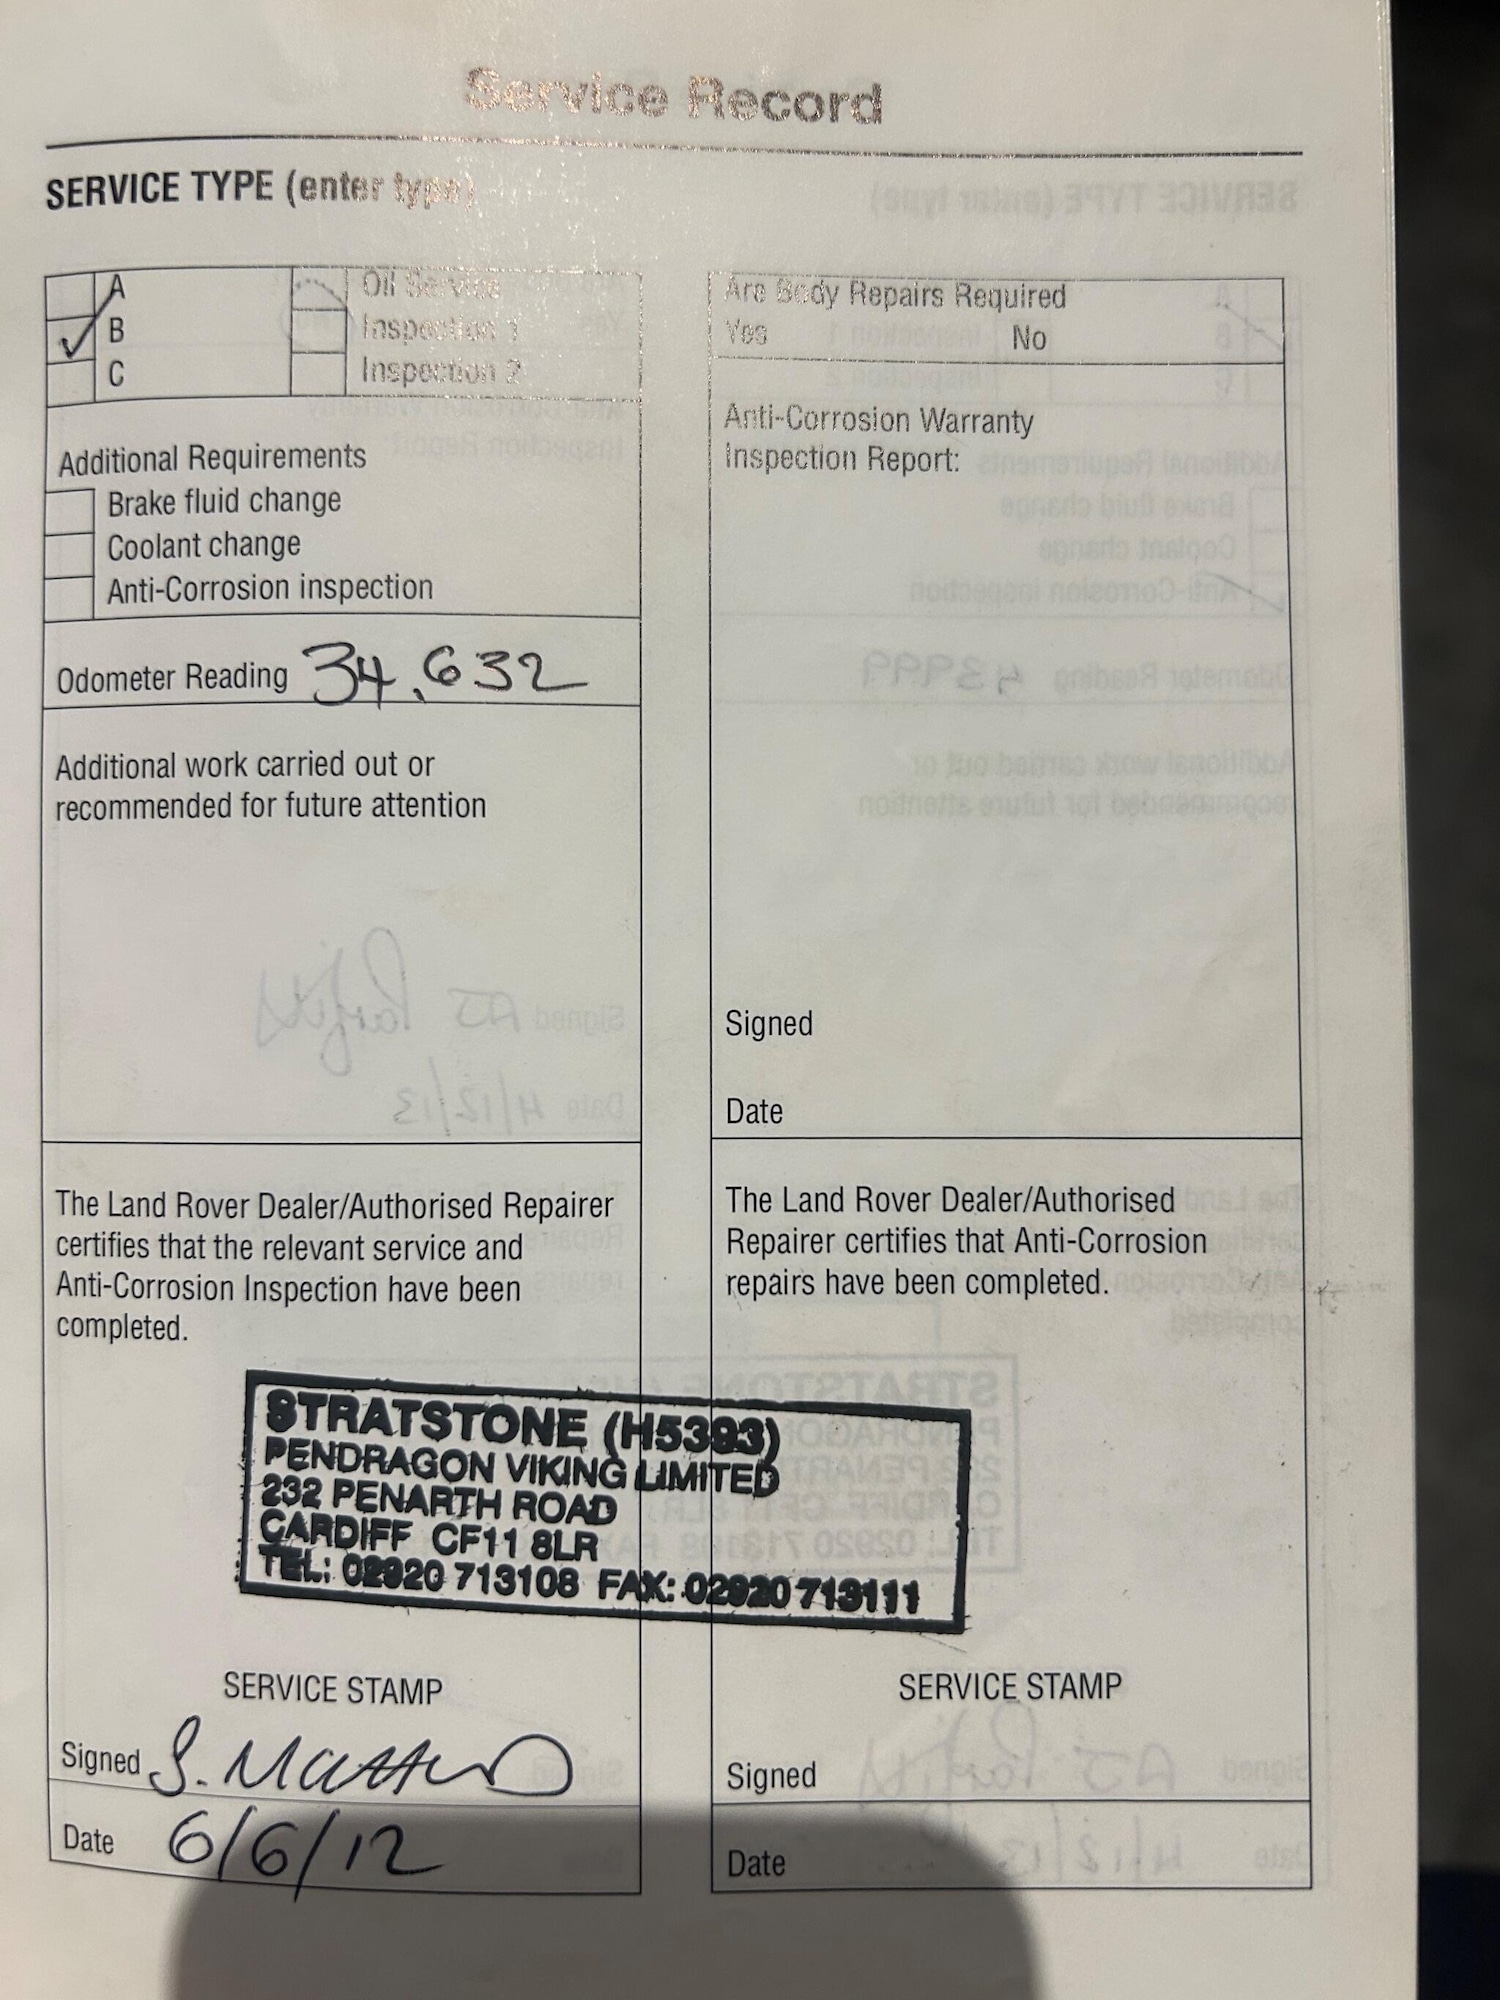 Service Record
SERVICE TYPE (enter type)
A
B
C
Oil Service
Inspection 1
Inspection 2
Additional Requirements
Brake fluid change
Coolant change
Anti-Corrosion inspection
Odometer Reading 34,632
Additional work carried out or
recommended for future attention
The Land Rover Dealer/Authorised Repairer
certifies that the relevant service and
Anti-Corrosion Inspection have been
completed.
STRATSTONE (H5393)
PENDRAGON VIKING LIMITED
232 PENARTH ROAD
CARDIFF CF11 8LR
TEL: 02920 713108 FAX: 02920 713111
SERVICE STAMP
Signed S.
Date 6/6/12
Are Body Repairs Required
Yes No
Anti-Corrosion Warranty
Inspection Report:
Signed
Date
The Land Rover Dealer/Authorised
Repairer certifies that Anti-Corrosion
repairs have been completed.
SERVICE STAMP
Signed
Date